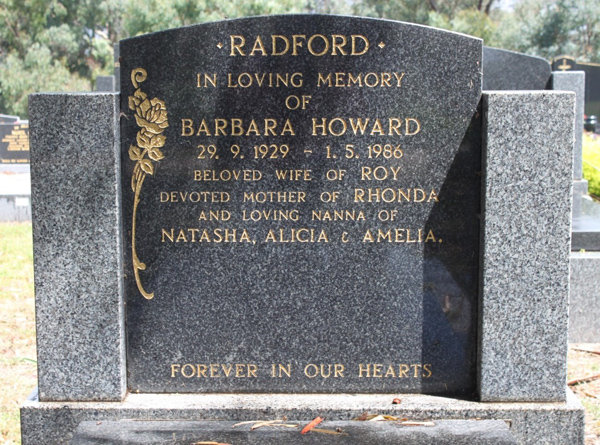 · RADFORD ·
IN LOVING MEMORY
OF
BARBARA HOWARD
29. 9. 1929 - 1. 5. 1986
BELOVED WIFE OF ROY
DEVOTED MOTHER OF RHONDA
AND LOVING NANNA OF
NATASHA, ALICIA & AMELIA.
FOREVER IN OUR HEARTS